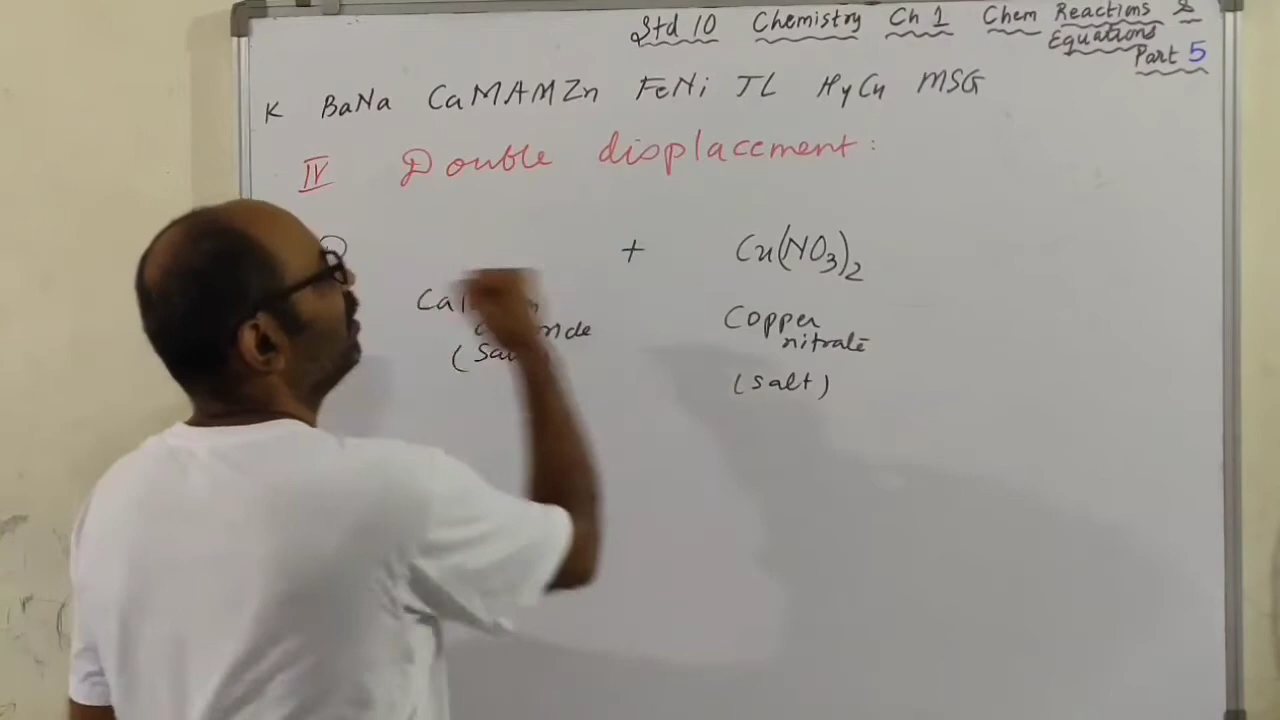 Std 10 Chemistry Ch 1 Chem Reactions &
Equations
Part 5
K BaNa CaMAMZn FeNi TL HyCu MSG
IV Double displacement:
+ Cu(NO3)2
Copper
nitrate
(salt)